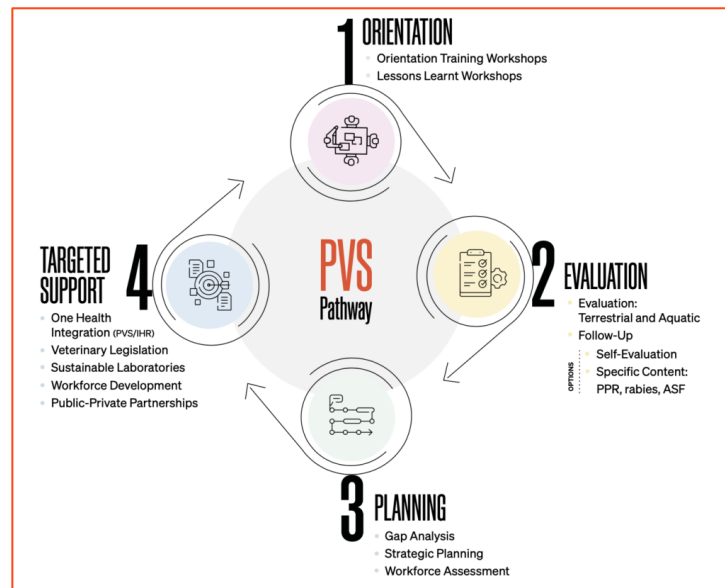 1 ORIENTATION
Orientation Training Workshops
Lessons Learnt Workshops
PVS
Pathway
2 EVALUATION
Evaluation:
Terrestrial and Aquatic
Follow-Up
OPTIONS
Self-Evaluation
Specific Content:
PPR, rabies, ASF
3 PLANNING
Gap Analysis
Strategic Planning
Workforce Assessment
TARGETED
SUPPORT 4
One Health
Integration (PVS/IHR)
Veterinary Legislation
Sustainable Laboratories
Workforce Development
Public-Private Partnerships